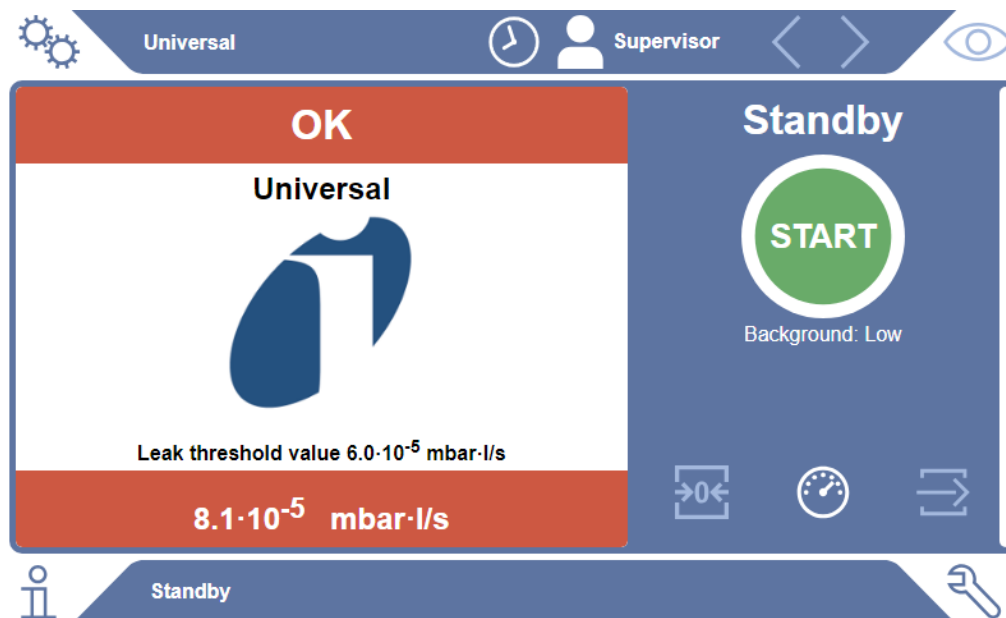 Universal
Supervisor
OK
Universal
Leak threshold value 6.0·10⁻⁵ mbar·l/s
8.1·10⁻⁵ mbar·l/s
Standby
START
Background: Low
→0←
Standby